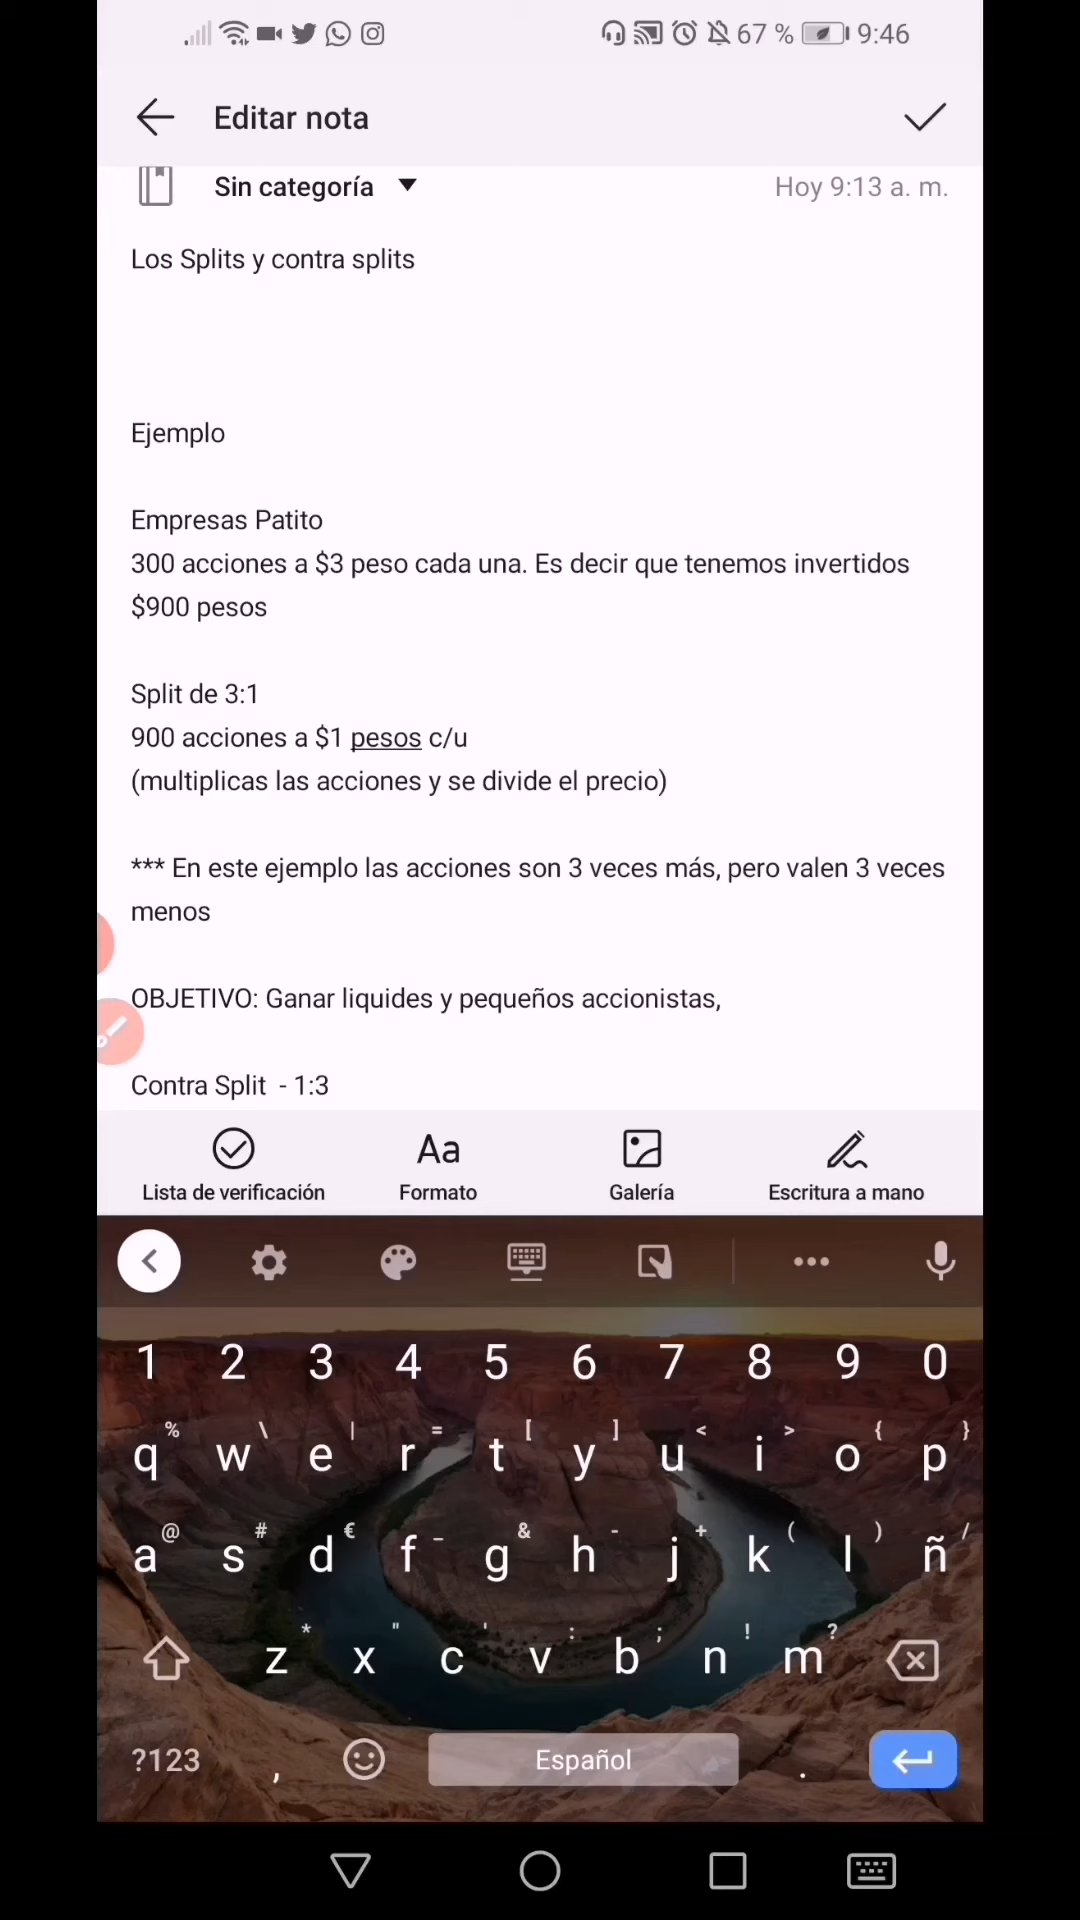 67 % 9:46
Editar nota
Sin categoría Hoy 9:13 a. m.
Los Splits y contra splits
Ejemplo
Empresas Patito
300 acciones a $3 peso cada una. Es decir que tenemos invertidos
$900 pesos
Split de 3:1
900 acciones a $1 pesos c/u
(multiplicas las acciones y se divide el precio)
*** En este ejemplo las acciones son 3 veces más, pero valen 3 veces
menos
OBJETIVO: Ganar liquides y pequeños accionistas,
Contra Split - 1:3
Aa
Lista de verificación Formato Galería Escritura a mano
1 2 3 4 5 6 7 8 9 0
% \ | = [ ] < > { }
q w e r t y u i o p
@ # € _ & - + ( ) /
a s d f g h j k l ñ
* " ' : ; ! ?
z x c v b n m
?123 , Español .